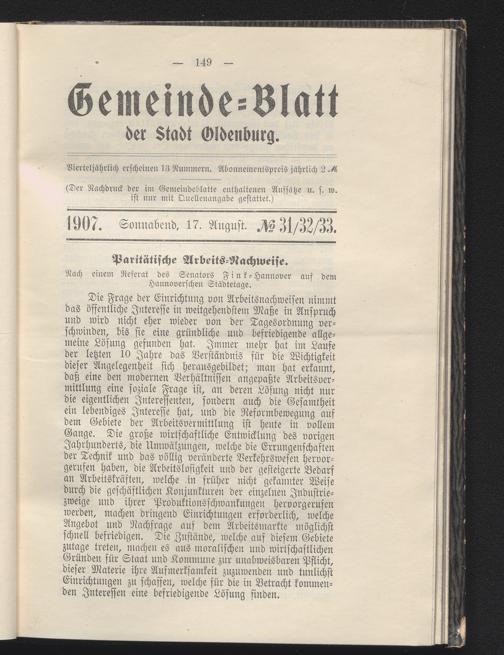 — 149 —
Gemeinde=Blatt
der Stadt Oldenburg.
Vierteljährlich erscheinen 13 Nummern. Abonnementspreis jährlich 2 ℳ
(Der Nachdruck der im Gemeindeblatte enthaltenen Aufsätze u. s. w.
ist nur mit Quellenangabe gestattet.)
1907. Sonnabend, 17. August. № 31/32/33.
Paritätische Arbeits=Nachweise.
Nach einem Referat des Senators Fink=Hannover auf dem
Hannoverschen Städtetage.
Die Frage der Einrichtung von Arbeitsnachweisen nimmt
das öffentliche Interesse in weitgehendstem Maße in Anspruch
und wird nicht eher wieder von der Tagesordnung ver=
schwinden, bis sie eine gründliche und befriedigende allge=
meine Lösung gefunden hat. Immer mehr hat im Laufe
der letzten 10 Jahre das Verständnis für die Wichtigkeit
dieser Angelegenheit sich herausgebildet; man hat erkannt,
daß eine den modernen Verhältnissen angepaßte Arbeitsver=
mittlung eine soziale Frage ist, an deren Lösung nicht nur
die eigentlichen Interessenten, sondern auch die Gesamtheit
ein lebendiges Interesse hat, und die Reformbewegung auf
dem Gebiete der Arbeitsvermittlung ist heute in vollem
Gange. Die große wirtschaftliche Entwicklung des vorigen
Jahrhunderts, die Umwälzungen, welche die Errungenschaften
der Technik und das völlig veränderte Verkehrswesen hervor=
gerufen haben, die Arbeitslosigkeit und der gesteigerte Bedarf
an Arbeitskräften, welche in früher nicht gekannter Weise
durch die geschäftlichen Konjunkturen der einzelnen Industrie=
zweige und ihrer Produktionsschwankungen hervorgerufen
werden, machen dringend Einrichtungen erforderlich, welche
Angebot und Nachfrage auf dem Arbeitsmarkte möglichst
schnell befriedigen. Die Zustände, welche auf diesem Gebiete
zutage treten, machen es aus moralischen und wirtschaftlichen
Gründen für Staat und Kommune zur unabweisbaren Pflicht,
dieser Materie ihre Aufmerksamkeit zuzuwenden und tunlichst
Einrichtungen zu schaffen, welche für die in Betracht kommen=
den Interessen eine befriedigende Lösung finden.